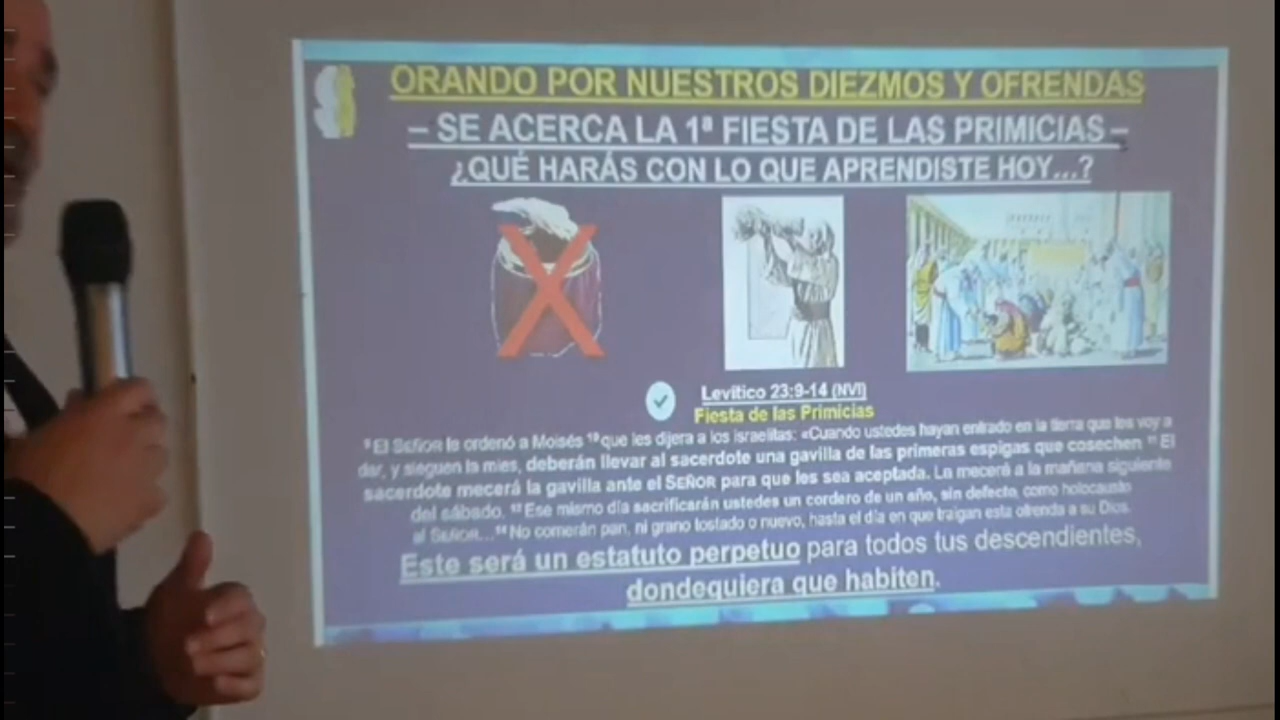 ORANDO POR NUESTROS DIEZMOS Y OFRENDAS
– SE ACERCA LA 1ª FIESTA DE LAS PRIMICIAS –
¿QUÉ HARÁS CON LO QUE APRENDISTE HOY...?
Levítico 23:9-14 (NVI)
Fiesta de las Primicias
⁹ El SEÑOR le ordenó a Moisés ¹⁰ que les dijera a los israelitas: «Cuando ustedes hayan entrado en la tierra que les voy a
dar, y sieguen la mies, deberán llevar al sacerdote una gavilla de las primeras espigas que cosechen. ¹¹ El
sacerdote mecerá la gavilla ante el SEÑOR para que les sea aceptada. La mecerá a la mañana siguiente
del sábado. ¹² Ese mismo día sacrificarán ustedes un cordero de un año, sin defecto, como holocausto
al SEÑOR... ¹⁴ No comerán pan, ni grano tostado o nuevo, hasta el día en que traigan esta ofrenda a su Dios.
Este será un estatuto perpetuo para todos tus descendientes,
dondequiera que habiten.